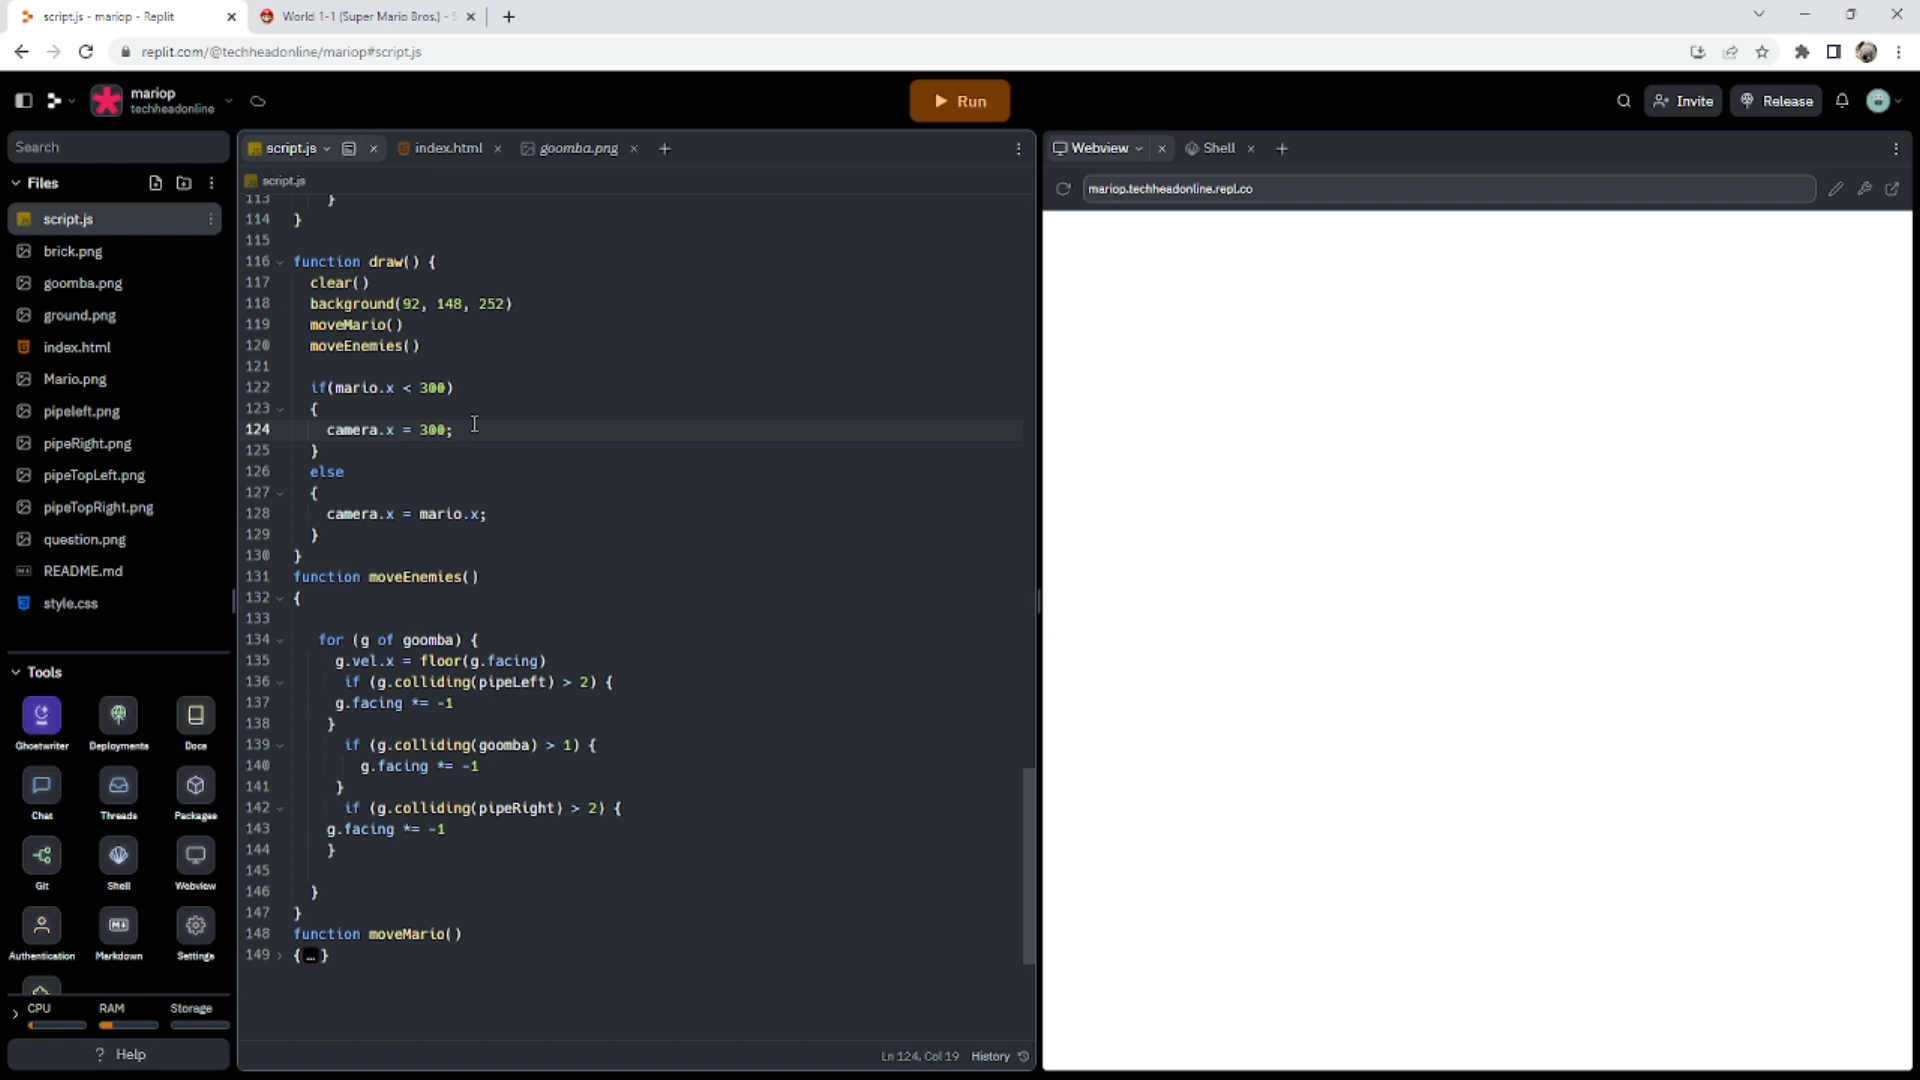 script.js - mariop - Replit
World 1-1 (Super Mario Bros.) - S
replit.com/@techheadonline/mariop#script.js
mariop
techheadonline
Run
Invite
Release
Search
Files
script.js
brick.png
goomba.png
ground.png
index.html
Mario.png
pipeleft.png
pipeRight.png
pipeTopLeft.png
pipeTopRight.png
question.png
README.md
style.css
Tools
Ghostwriter
Deployments
Docs
Chat
Threads
Packages
Git
Shell
Webview
Authentication
Markdown
Settings
CPU
RAM
Storage
? Help
script.js
index.html
goomba.png
script.js
113 }
114 }
115
116 function draw() {
117 clear()
118 background(92, 148, 252)
119 moveMario()
120 moveEnemies()
121
122 if(mario.x < 300)
123 {
124 camera.x = 300;
125 }
126 else
127 {
128 camera.x = mario.x;
129 }
130 }
131 function moveEnemies()
132 {
133
134 for (g of goomba) {
135 g.vel.x = floor(g.facing)
136 if (g.colliding(pipeLeft) > 2) {
137 g.facing *= -1
138 }
139 if (g.colliding(goomba) > 1) {
140 g.facing *= -1
141 }
142 if (g.colliding(pipeRight) > 2) {
143 g.facing *= -1
144 }
145
146 }
147 }
148 function moveMario()
149 {…}
Ln 124, Col 19 History
Webview
Shell
mariop.techheadonline.repl.co